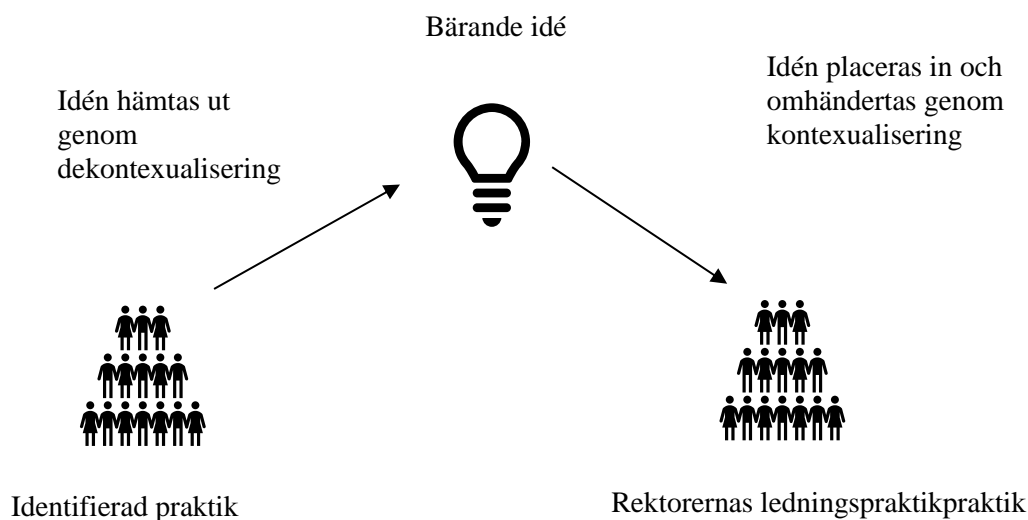 Bärande idé
Idén hämtas ut
genom
dekontexualisering
Idén placeras in och
omhändertas genom
kontexualisering
Identifierad praktik
Rektorernas ledningspraktikpraktik